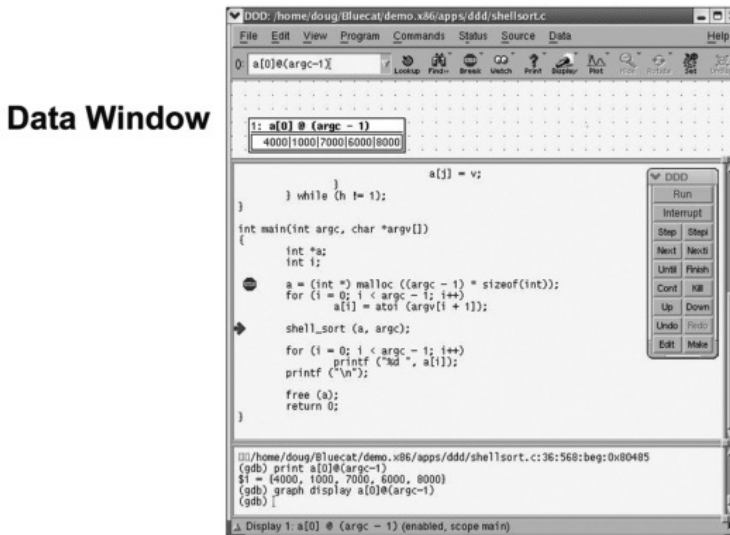 DDD: /home/doug/Bluecat/demo.x86/apps/ddd/shellsort.c
File Edit View Program Commands Status Source Data Help
(): a[0]@(argc-1)
Lookup Find» Break Watch Print Display Plot Hide Rotate Set
Data Window
1: a[0] @ (argc - 1)
4000|1000|7000|6000|8000
a[j] = v;
}
} while (h != 1);
}
int main(int argc, char *argv[])
{
int *a;
int i;
a = (int *) malloc ((argc - 1) * sizeof(int));
for (i = 0; i < argc - 1; i++)
a[i] = atoi (argv[i + 1]);
shell_sort (a, argc);
for (i = 0; i < argc - 1; i++)
printf ("%d ", a[i]);
printf ("\n");
free (a);
return 0;
}
DDD
Run
Interrupt
Step Stepi
Next Nexti
Until Finish
Cont Kill
Up Down
Undo Redo
Edit Make
/home/doug/Bluecat/demo.x86/apps/ddd/shellsort.c:36:568:beg:0x80485
(gdb) print a[0]@(argc-1)
$1 = {4000, 1000, 7000, 6000, 8000}
(gdb) graph display a[0]@(argc-1)
(gdb)
Display 1: a[0] @ (argc - 1) (enabled, scope main)